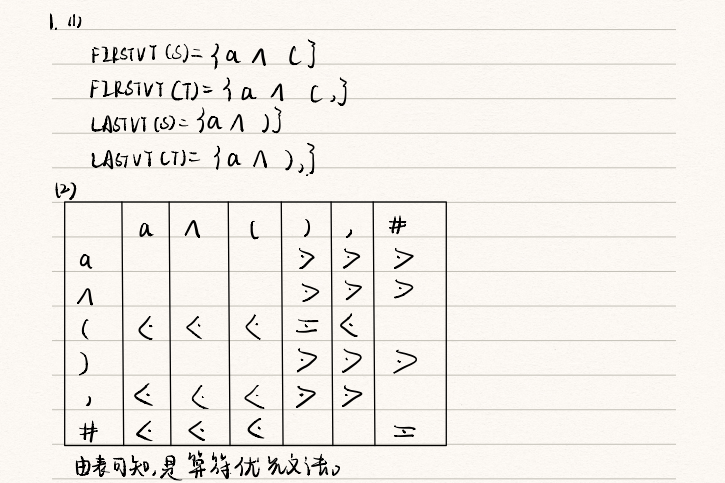 1. (1)
FIRSTVT(S)={a ∧ (}
FIRSTVT(T)={a ∧ (,}
LASTVT(S)={a ∧ )}
LASTVT(T)={a ∧ ),}
(2)
a ∧ ( ) , #
a ⋗ ⋗ ⋗
∧ ⋗ ⋗ ⋗
( ⋖ ⋖ ⋖ = ⋖
) ⋗ ⋗ ⋗
, ⋖ ⋖ ⋖ ⋗ ⋗
# ⋖ ⋖ ⋖ =
由表可知,是算符优先文法。